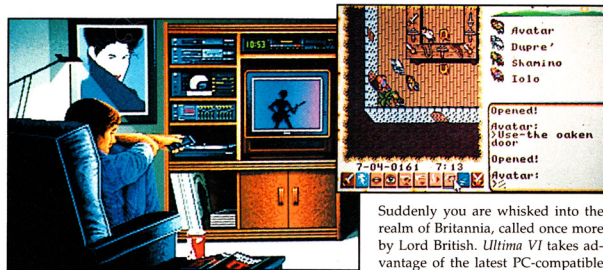 10:53
Avatar
Dupre'
Shamino
Iolo
Opened!
Avatar:
>Use-the oaken
door
Opened!
Avatar:
>
7-04-0161 7:13
Suddenly you are whisked into the
realm of Britannia, called once more
by Lord British. Ultima VI takes ad-
vantage of the latest PC-compatible